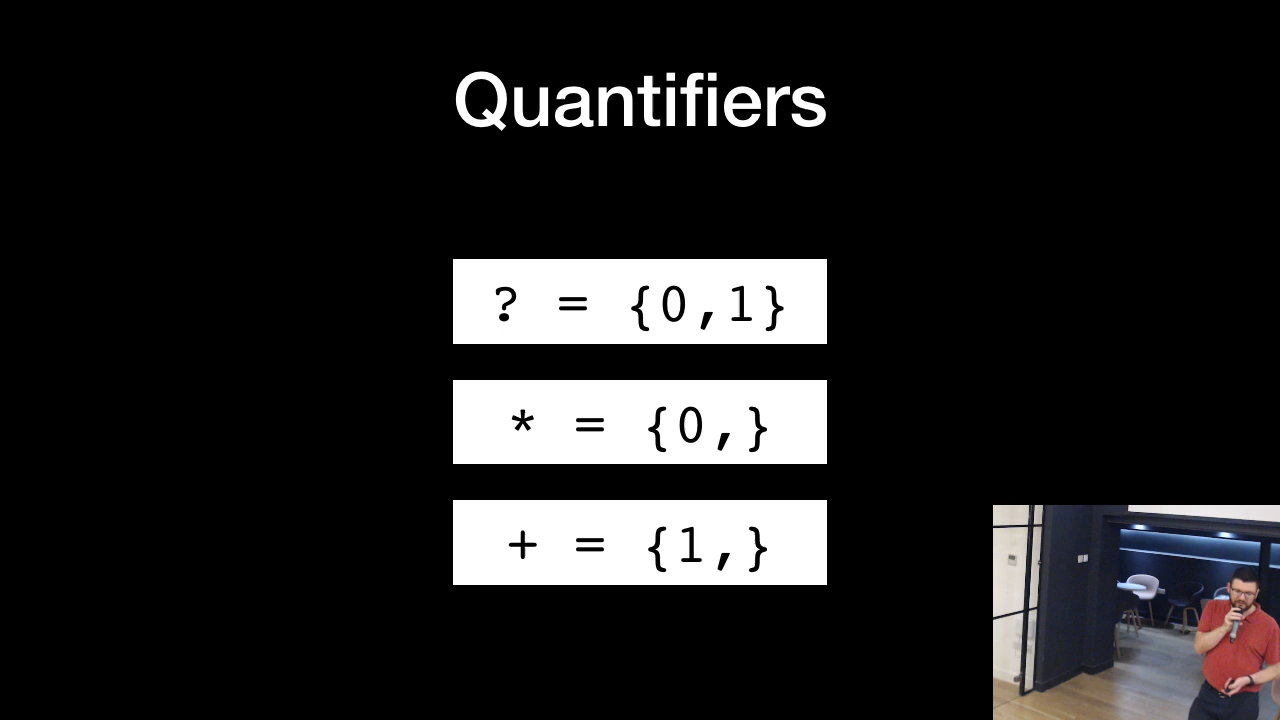 Quantifiers
? = {0,1}
* = {0,}
+ = {1,}